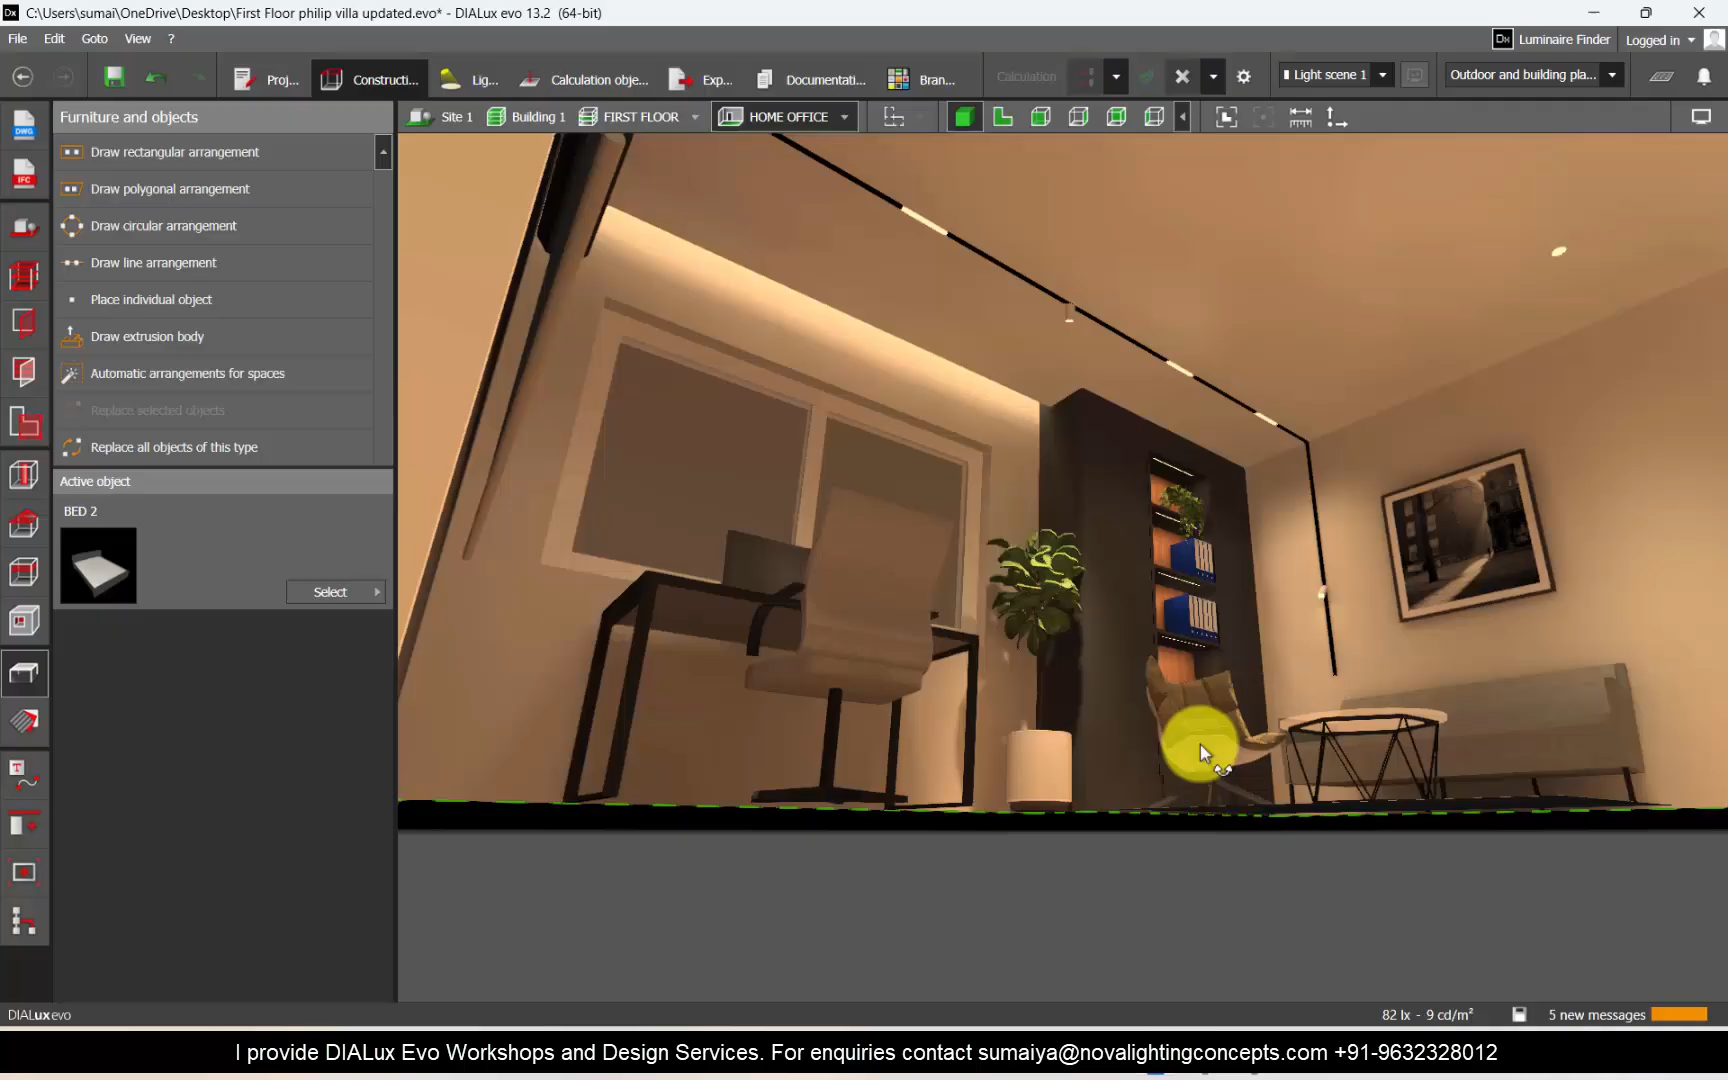 Dx C:\Users\sumai\OneDrive\Desktop\First Floor philip villa updated.evo* - DIALux evo 13.2 (64-bit)
File Edit Goto View ? Dx Luminaire Finder Logged in
Proj... Constructi... Lig... Calculation obje... Exp... Documentati... Bran... Calculation Light scene 1 Outdoor and building pla...
DWG Furniture and objects Site 1 Building 1 FIRST FLOOR HOME OFFICE
Draw rectangular arrangement
IFC
Draw polygonal arrangement
Draw circular arrangement
Draw line arrangement
Place individual object
Draw extrusion body
Automatic arrangements for spaces
Replace selected objects
Replace all objects of this type
Active object
BED 2
Select
T
DIALux evo 82 lx - 9 cd/m² 5 new messages
I provide DIALux Evo Workshops and Design Services. For enquiries contact sumaiya@novalightingconcepts.com +91-9632328012